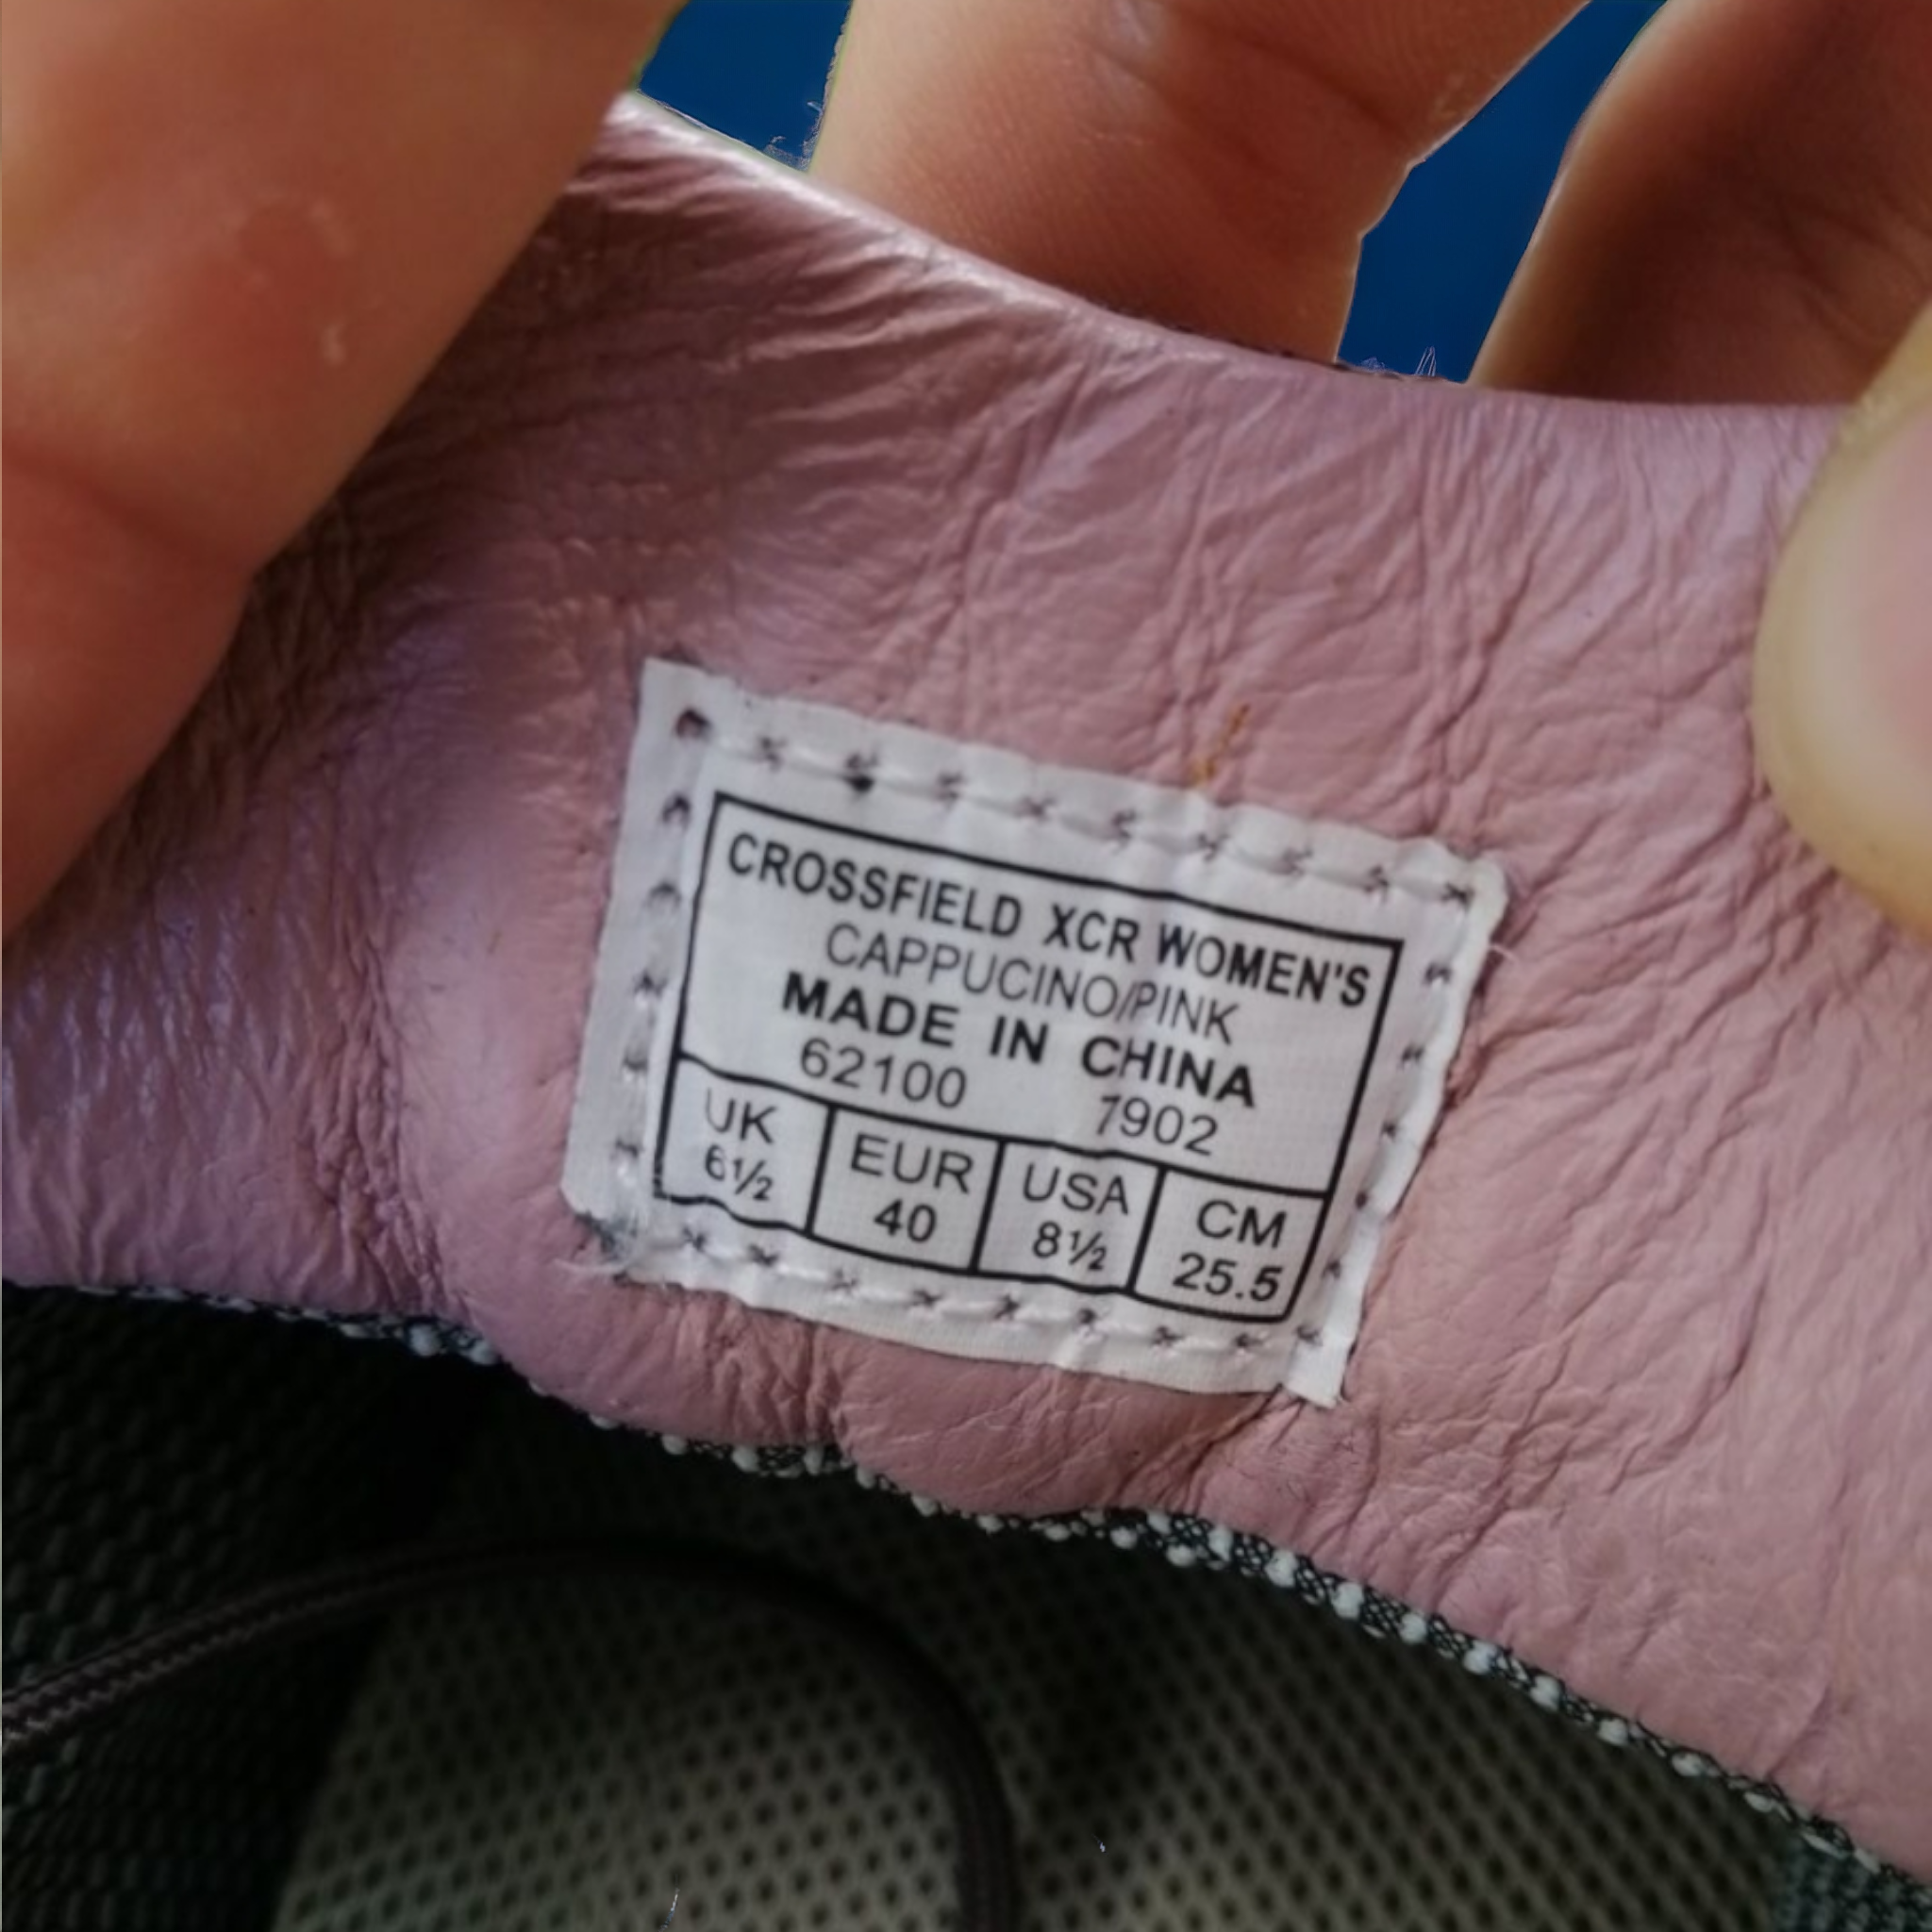 CROSSFIELD XCR WOMEN'S
CAPPUCINO/PINK
MADE IN CHINA
62100 7902
UK EUR USA CM
6½ 40 8½ 25.5